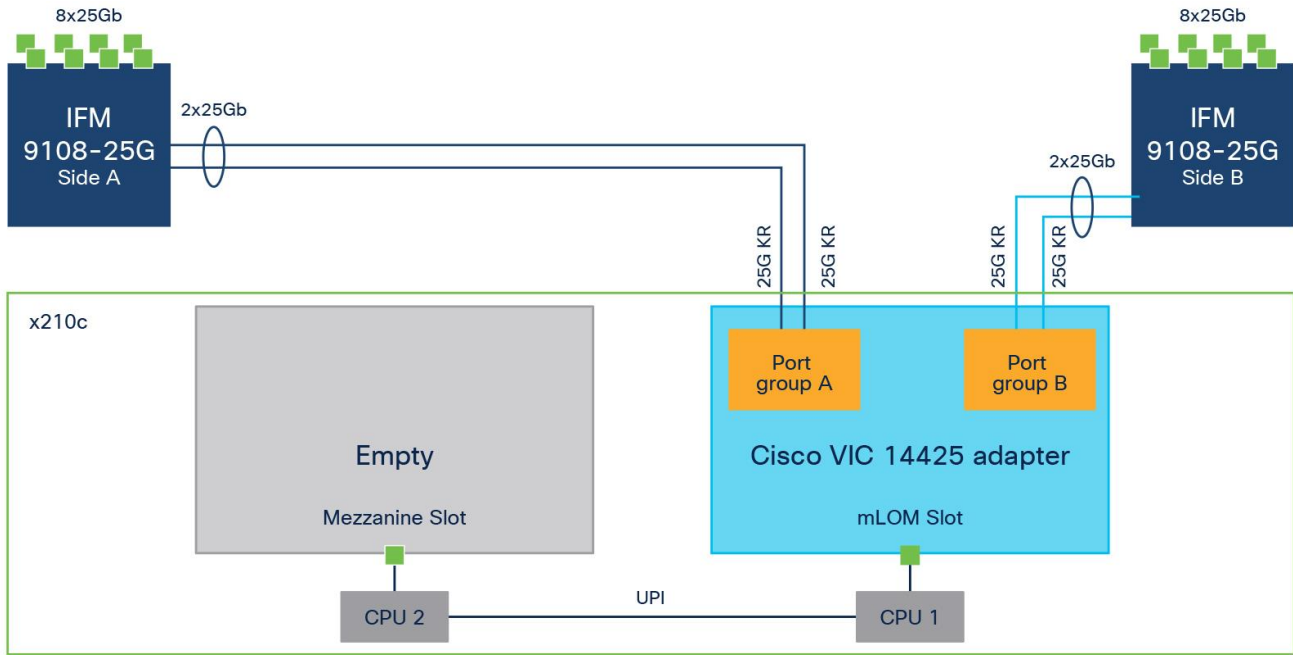 8x25Gb
IFM
9108-25G
Side A
2x25Gb
8x25Gb
IFM
9108-25G
Side B
2x25Gb
25G KR
25G KR
25G KR
25G KR
x210c
Port
group A
Port
group B
Empty
Mezzanine Slot
Cisco VIC 14425 adapter
mLOM Slot
CPU 2
UPI
CPU 1